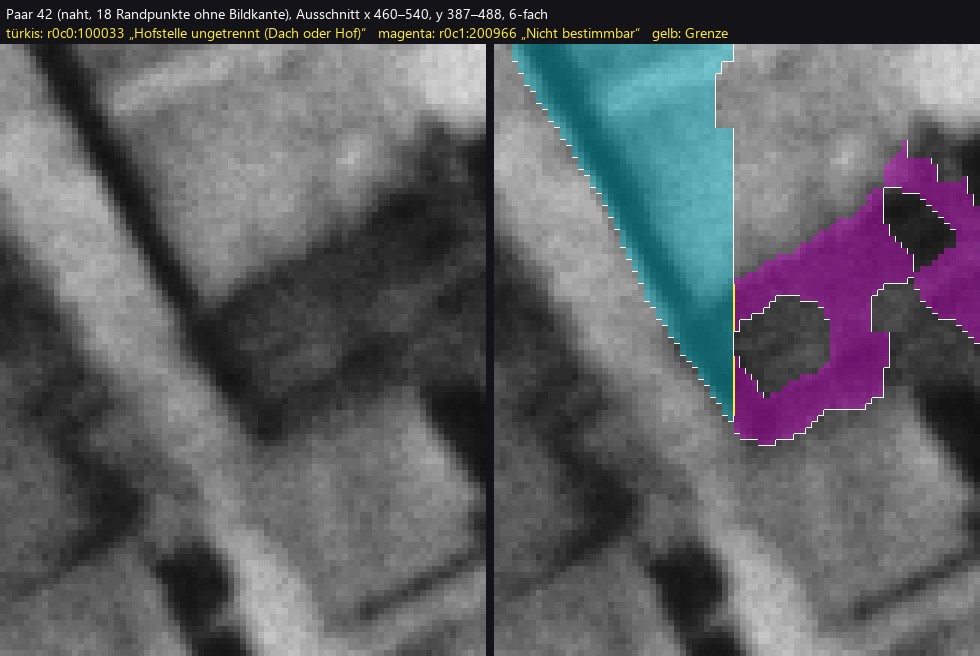 Paar 42 (naht, 18 Randpunkte ohne Bildkante), Ausschnitt x 460–540, y 387–488, 6-fach
türkis: r0c0:100033 „Hofstelle ungetrennt (Dach oder Hof)“ magenta: r0c1:200966 „Nicht bestimmbar“ gelb: Grenze